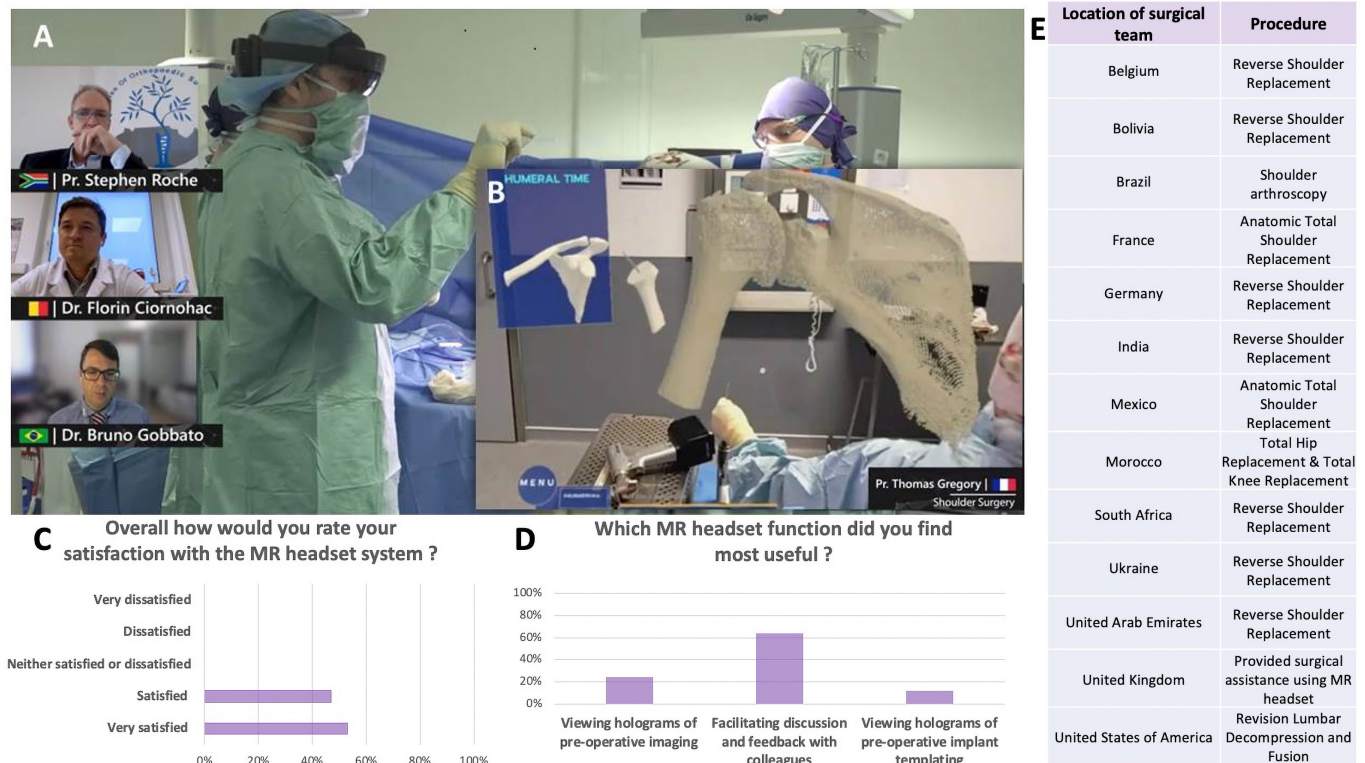 A
n Of Orthopaedic Su
| Pr. Stephen Roche
| Dr. Florin Ciornohac
| Dr. Bruno Gobbato
B
HUMERAL TIME
MENU
Pr. Thomas Gregory |
Shoulder Surgery
C
Overall how would you rate your
satisfaction with the MR headset system ?
Very dissatisfied
Dissatisfied
Neither satisfied or dissatisfied
Satisfied
Very satisfied
0% 20% 40% 60% 80% 100%
D
Which MR headset function did you find
most useful ?
100%
80%
60%
40%
20%
0%
Viewing holograms of
pre-operative imaging
Facilitating discussion
and feedback with
colleagues
Viewing holograms of
pre-operative implant
templating
E
Location of surgical
team
Procedure
Belgium
Reverse Shoulder
Replacement
Bolivia
Reverse Shoulder
Replacement
Brazil
Shoulder
arthroscopy
France
Anatomic Total
Shoulder
Replacement
Germany
Reverse Shoulder
Replacement
India
Reverse Shoulder
Replacement
Mexico
Anatomic Total
Shoulder
Replacement
Morocco
Total Hip
Replacement & Total
Knee Replacement
South Africa
Reverse Shoulder
Replacement
Ukraine
Reverse Shoulder
Replacement
United Arab Emirates
Reverse Shoulder
Replacement
United Kingdom
Provided surgical
assistance using MR
headset
United States of America
Revision Lumbar
Decompression and
Fusion